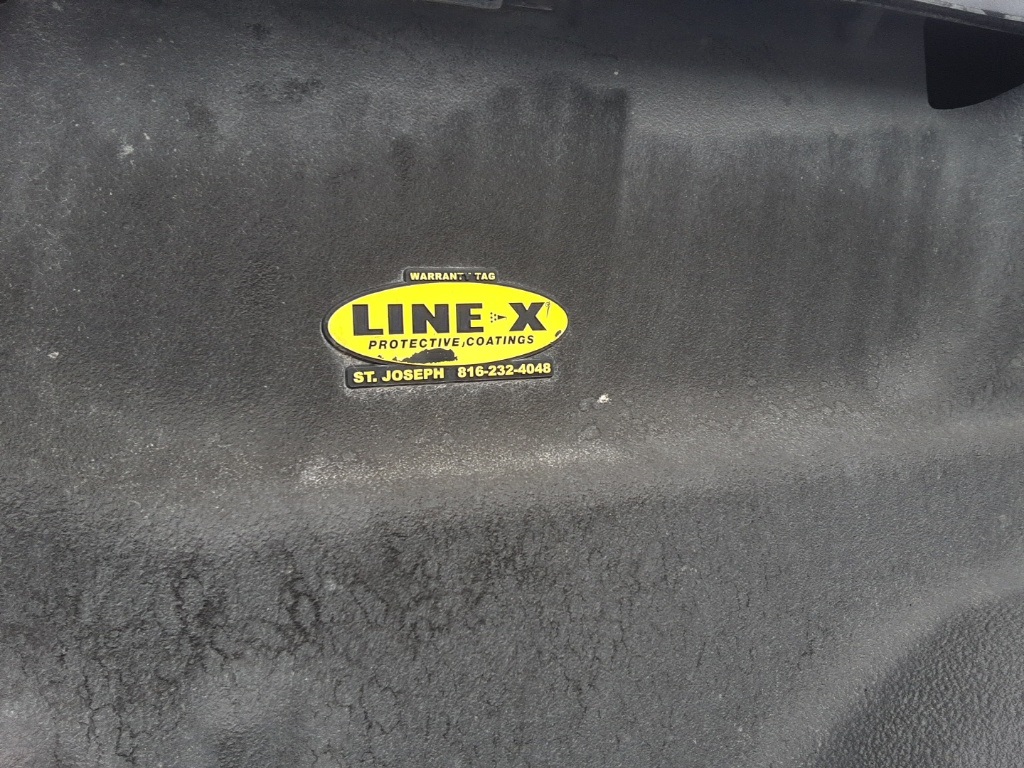 WARRANTY TAG
LINE-X
PROTECTIVE COATINGS
ST. JOSEPH 816-232-4048